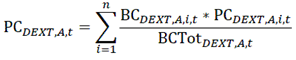 PC_{DEXT,A,t} = \sum_{i=1}^{n} \frac{BC_{DEXT,A,i,t} * PC_{DEXT,A,i,t}}{BCTot_{DEXT,A,t}}